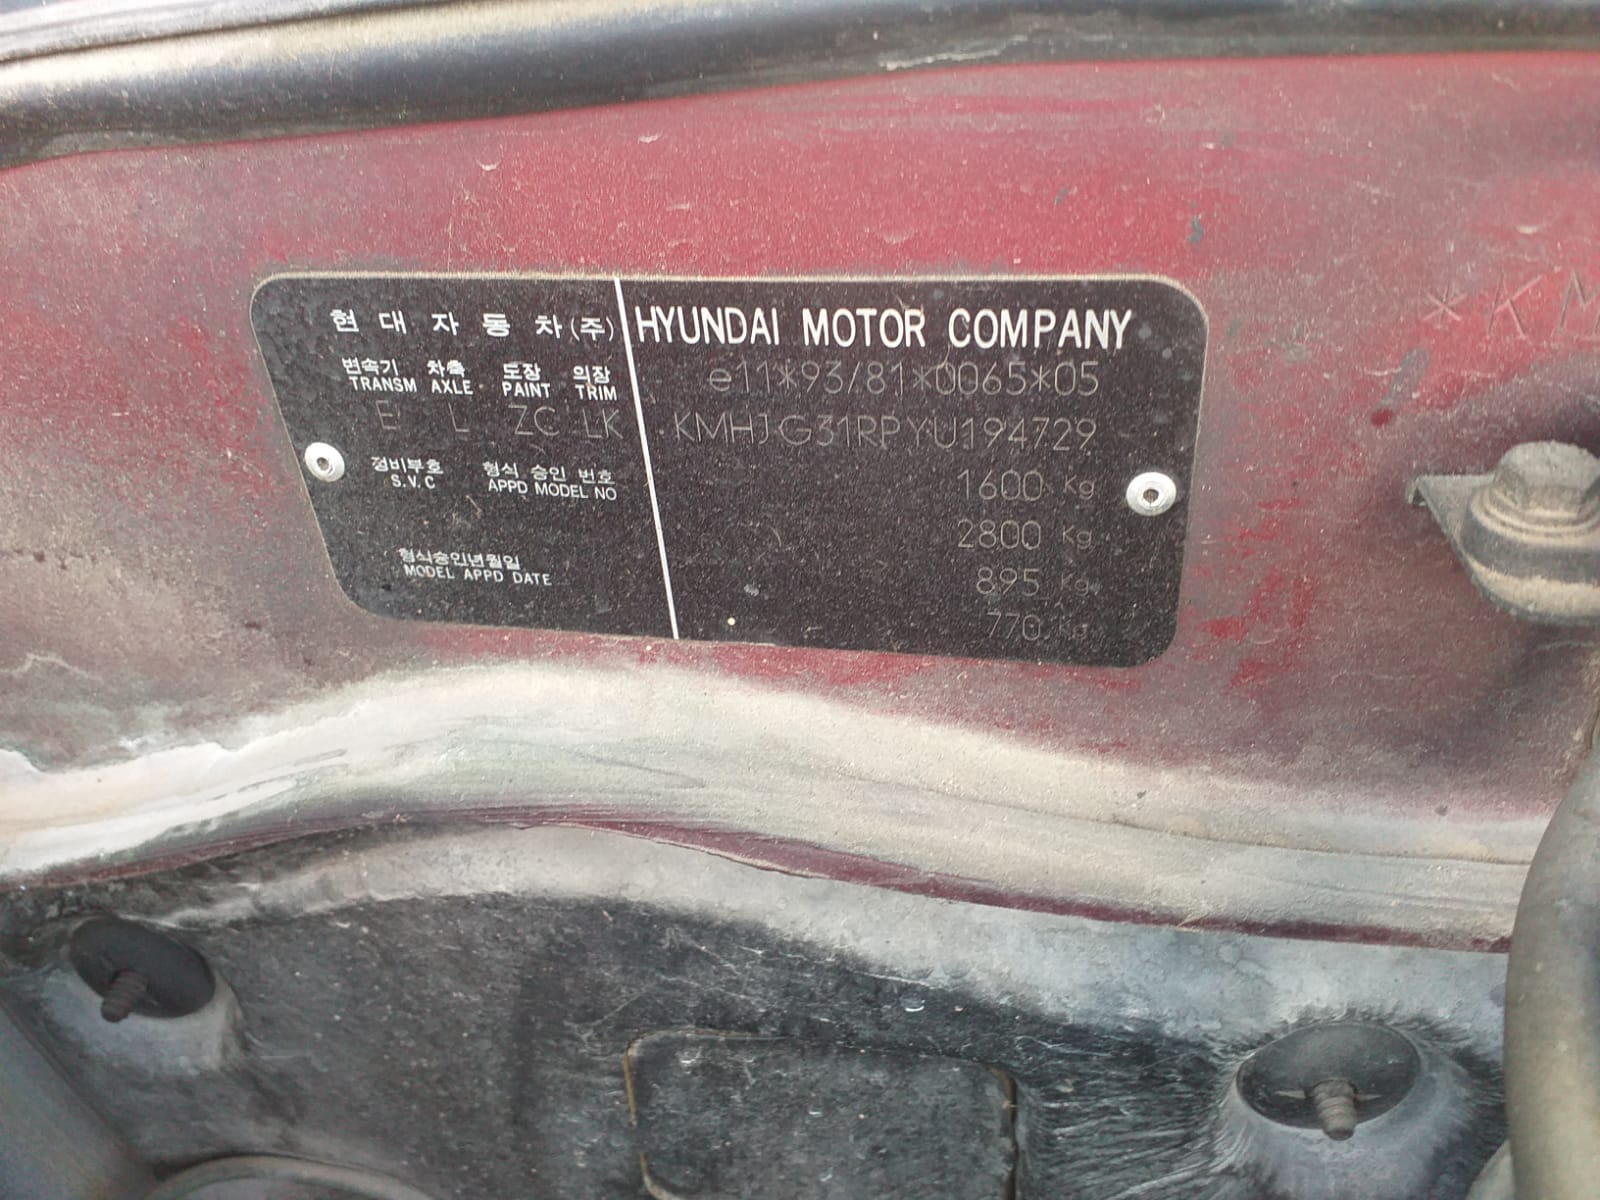 현 대 자 동 차 (주)
변속기 차축 도장 의장
TRANSM AXLE PAINT TRIM
E L ZC LK
정비부호 형식 승인 번호
S.V.C APPD MODEL NO
형식승인년월일
MODEL APPD DATE
HYUNDAI MOTOR COMPANY
e11*93/81*0065*05
KMHJG31RPYU194729
1600 Kg
2800 Kg
895 Kg
770 Kg
*KM